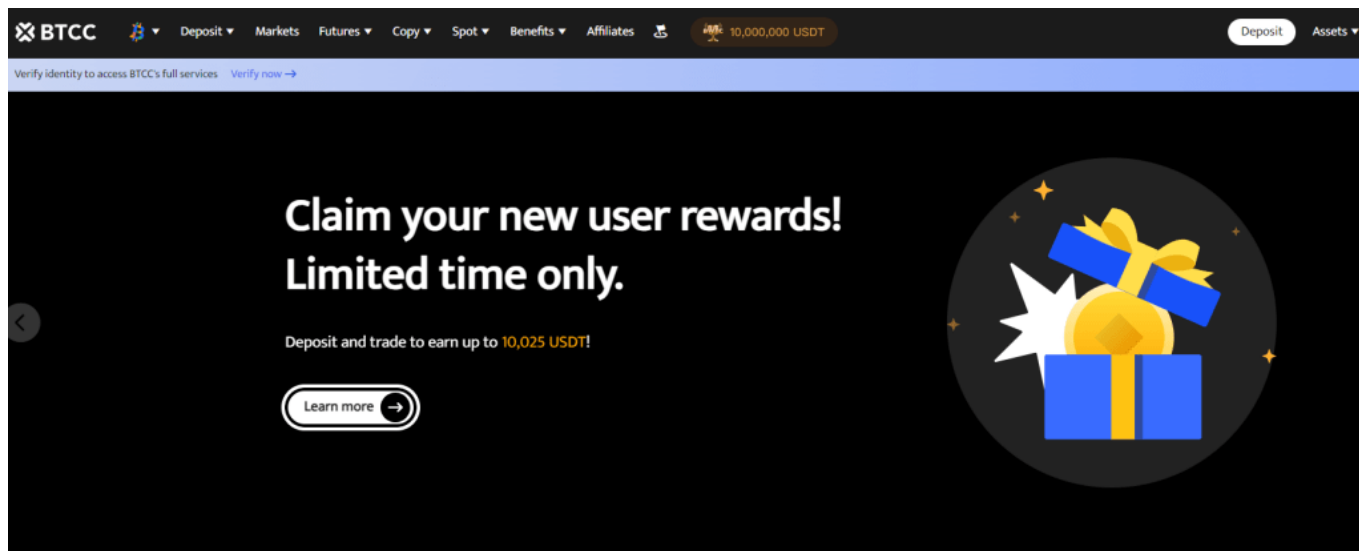 BTCC Deposit Markets Futures Copy Spot Benefits Affiliates 10,000,000 USDT Deposit Assets
Verify identity to access BTCC's full services Verify now →
Claim your new user rewards!
Limited time only.
Deposit and trade to earn up to 10,025 USDT!
Learn more →